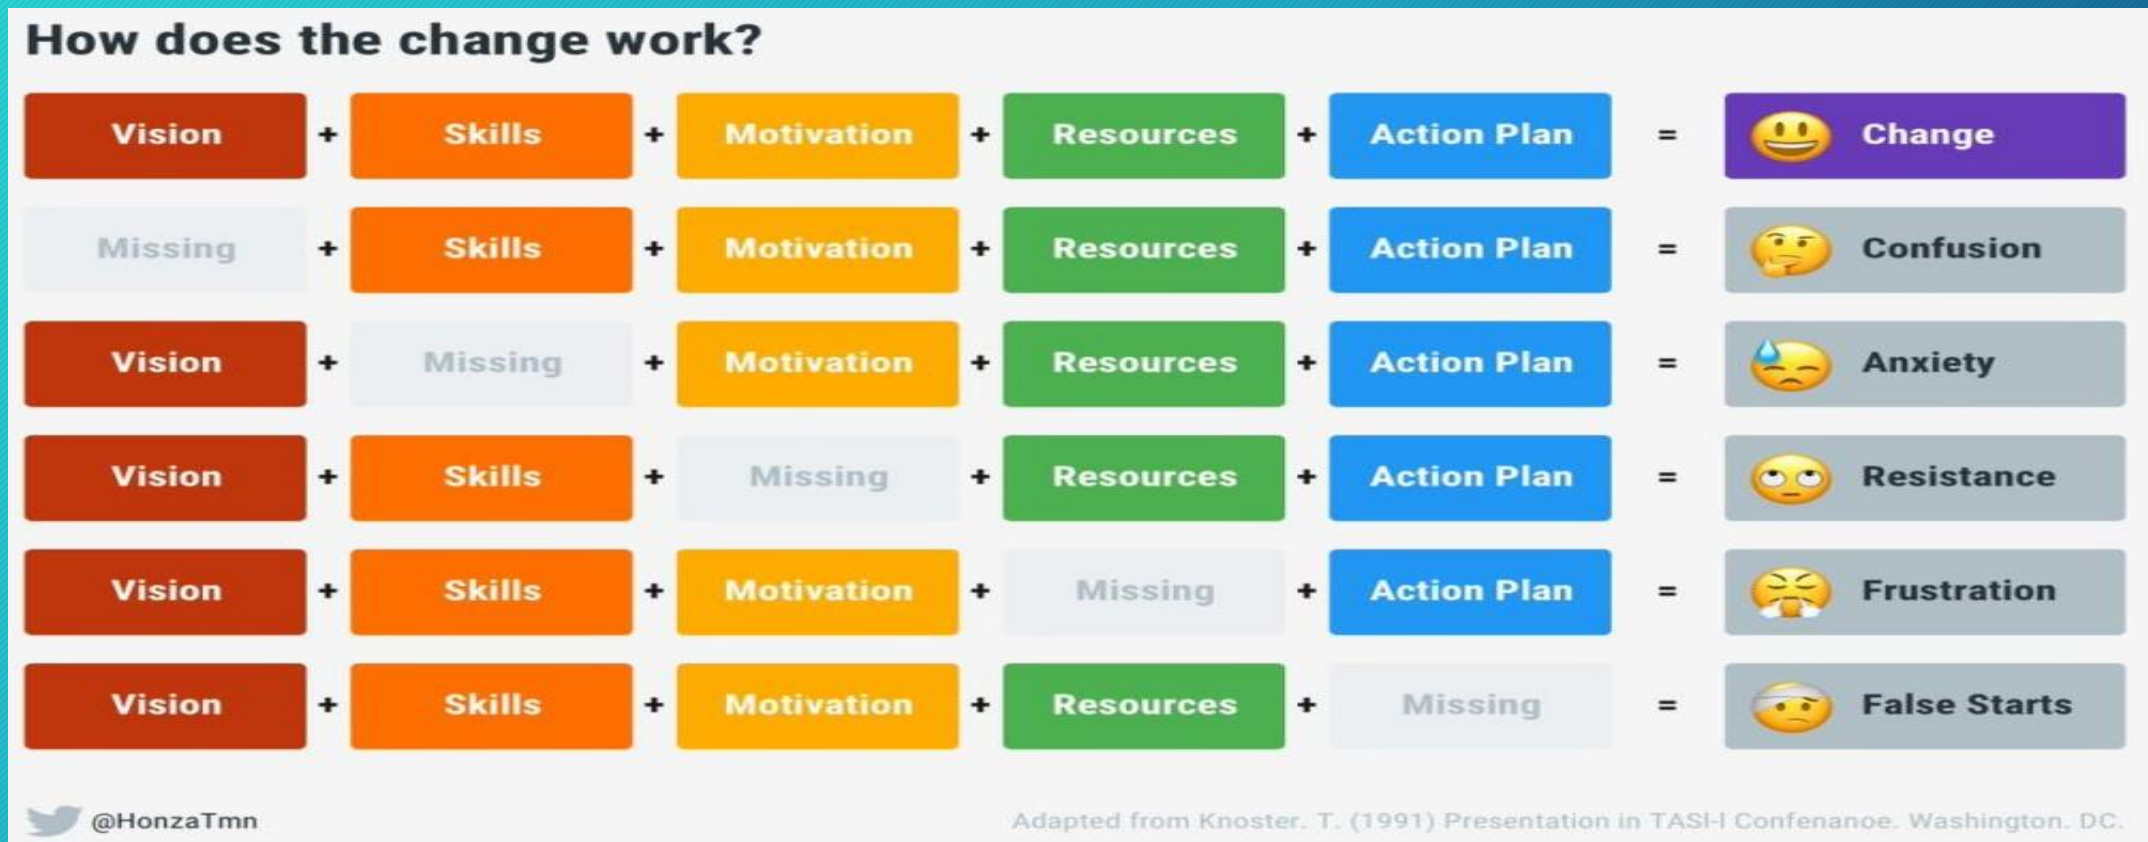 How does the change work?
Vision + Skills + Motivation + Resources + Action Plan = Change
Missing + Skills + Motivation + Resources + Action Plan = Confusion
Vision + Missing + Motivation + Resources + Action Plan = Anxiety
Vision + Skills + Missing + Resources + Action Plan = Resistance
Vision + Skills + Motivation + Missing + Action Plan = Frustration
Vision + Skills + Motivation + Resources + Missing = False Starts
@HonzaTmn
Adapted from Knoster. T. (1991) Presentation in TASI-I Confenanoe. Washington. DC.